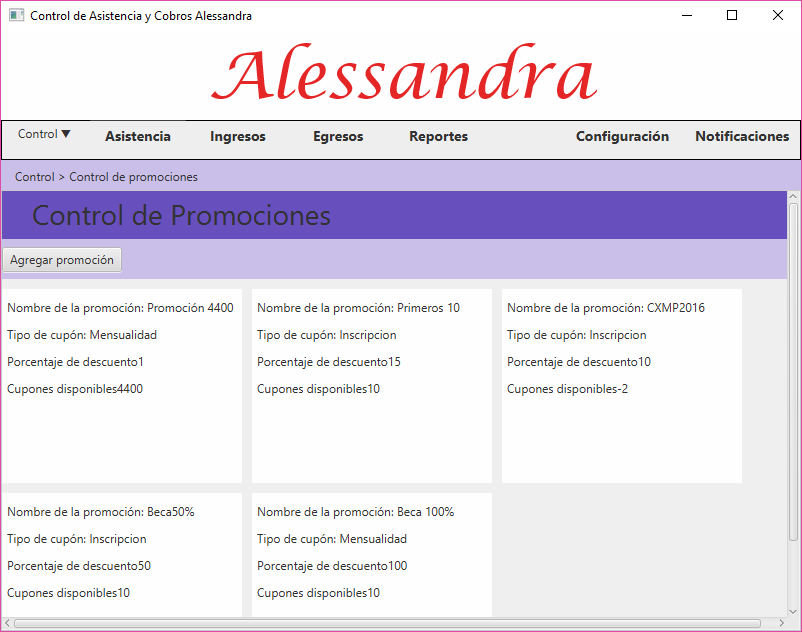 Control de Asistencia y Cobros Alessandra
Alessandra
Control ▼ Asistencia Ingresos Egresos Reportes Configuración Notificaciones
Control > Control de promociones
Control de Promociones
Agregar promoción
Nombre de la promoción: Promoción 4400
Tipo de cupón: Mensualidad
Porcentaje de descuento1
Cupones disponibles4400
Nombre de la promoción: Primeros 10
Tipo de cupón: Inscripcion
Porcentaje de descuento15
Cupones disponibles10
Nombre de la promoción: CXMP2016
Tipo de cupón: Inscripcion
Porcentaje de descuento10
Cupones disponibles-2
Nombre de la promoción: Beca50%
Tipo de cupón: Inscripcion
Porcentaje de descuento50
Cupones disponibles10
Nombre de la promoción: Beca 100%
Tipo de cupón: Mensualidad
Porcentaje de descuento100
Cupones disponibles10